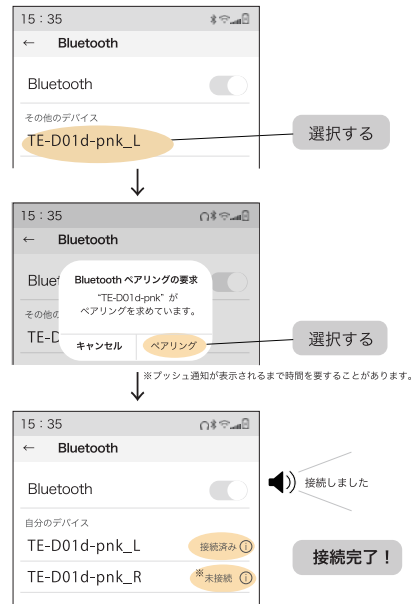 15：35
← Bluetooth
Bluetooth
その他のデバイス
TE-D01d-pnk_L
選択する
15：35
← Bluetooth
Bluet
その他の
TE-D
Bluetooth ペアリングの要求
“TE-D01d-pnk” が
ペアリングを求めています。
キャンセル ペアリング
選択する
※プッシュ通知が表示されるまで時間を要することがあります。
15：35
← Bluetooth
Bluetooth
接続しました
自分のデバイス
TE-D01d-pnk_L 接続済み
TE-D01d-pnk_R ※未接続
接続完了！